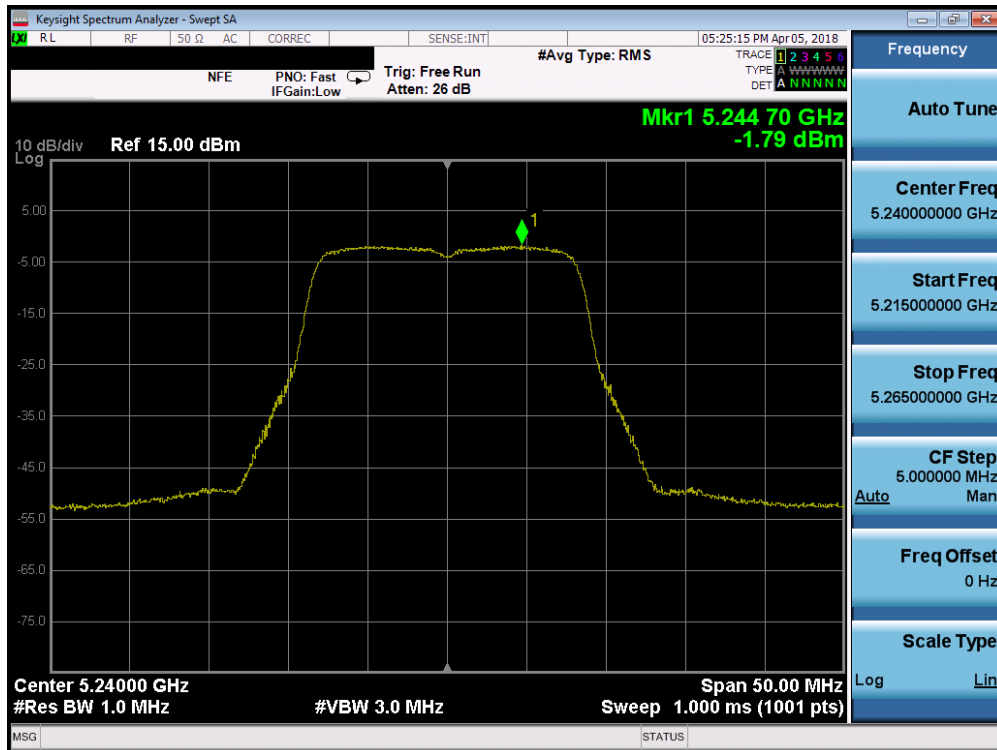 Keysight Spectrum Analyzer - Swept SA
LXI RL RF 50 Ω AC CORREC SENSE:INT 05:25:15 PM Apr 05, 2018
Frequency
#Avg Type: RMS TRACE 1 2 3 4 5 6
NFE PNO: Fast Trig: Free Run TYPE A WWWWW
IFGain:Low Atten: 26 dB DET A N N N N N
Auto Tune
Mkr1 5.244 70 GHz
-1.79 dBm
10 dB/div Ref 15.00 dBm
Log
Center Freq
5.240000000 GHz
5.00
1
-5.00
Start Freq
5.215000000 GHz
-15.0
-25.0
Stop Freq
5.265000000 GHz
-35.0
-45.0
CF Step
5.000000 MHz
Auto Man
-55.0
Freq Offset
0 Hz
-65.0
-75.0
Scale Type
Log Lin
Center 5.24000 GHz Span 50.00 MHz
#Res BW 1.0 MHz #VBW 3.0 MHz Sweep 1.000 ms (1001 pts)
MSG STATUS